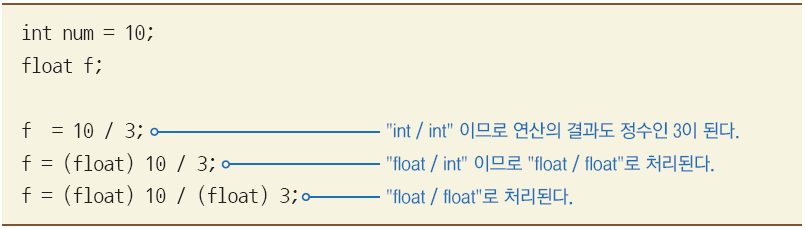 int num = 10;
float f;
f = 10 / 3; "int / int" 이므로 연산의 결과도 정수인 3이 된다.
f = (float) 10 / 3; "float / int" 이므로 "float / float"로 처리된다.
f = (float) 10 / (float) 3; "float / float"로 처리된다.